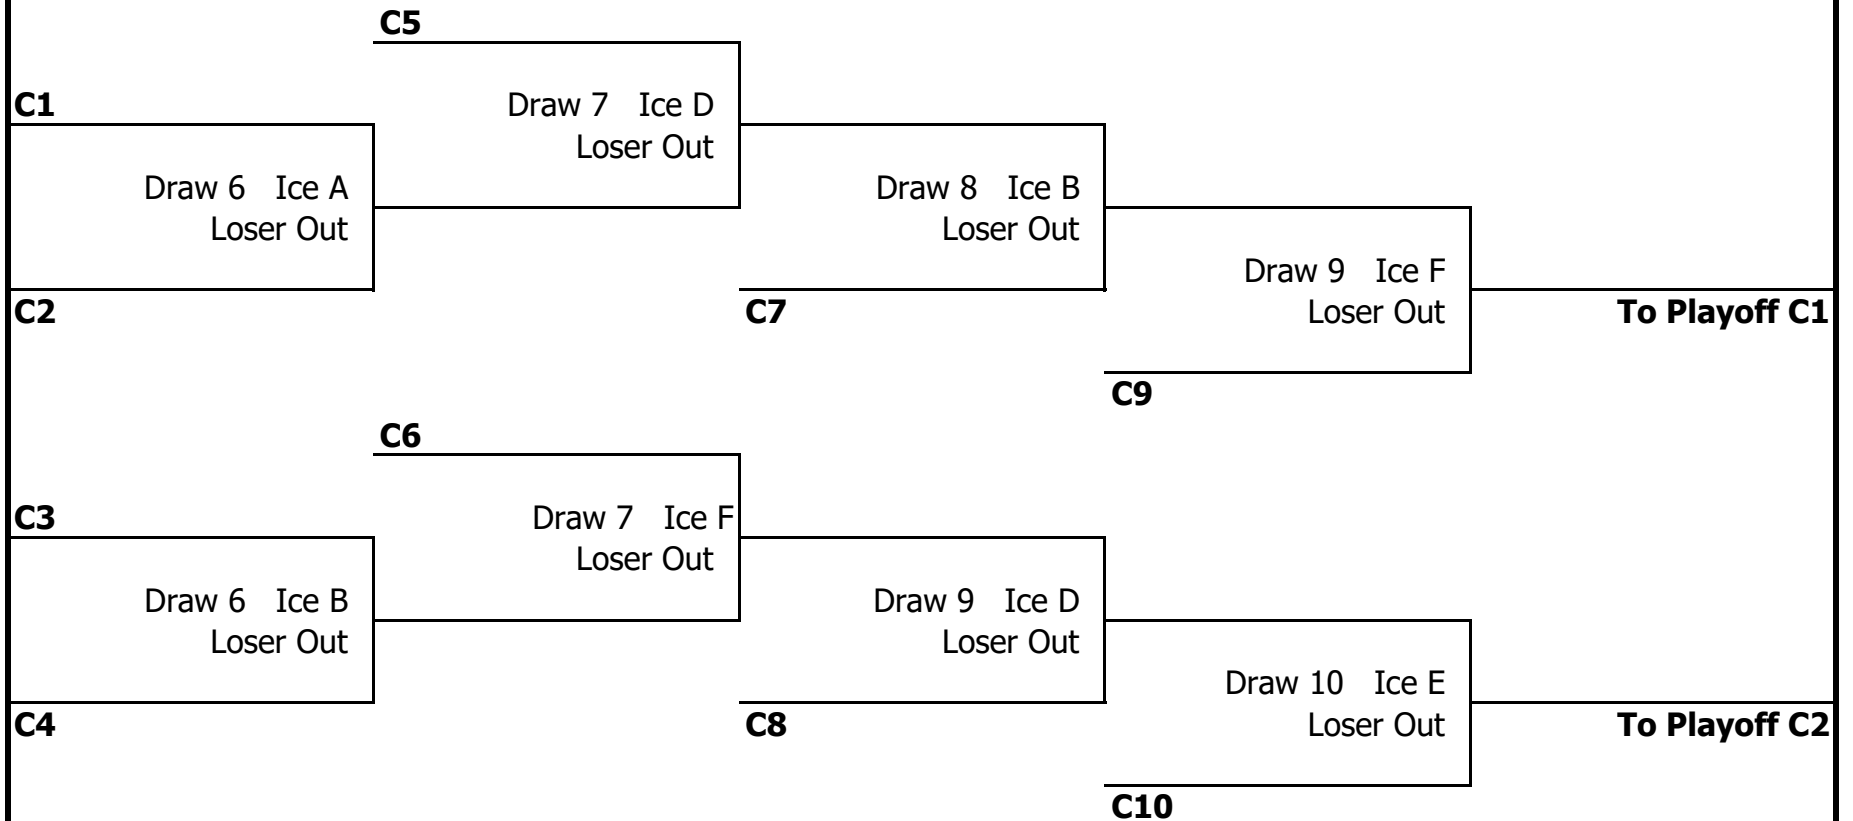 C5
C1
Draw 7 Ice D
Loser Out
Draw 6 Ice A
Loser Out
Draw 8 Ice B
Loser Out
C2
C7
Draw 9 Ice F
Loser Out
To Playoff C1
C9
C6
C3
Draw 7 Ice F
Loser Out
Draw 6 Ice B
Loser Out
Draw 9 Ice D
Loser Out
C4
C8
Draw 10 Ice E
Loser Out
To Playoff C2
C10